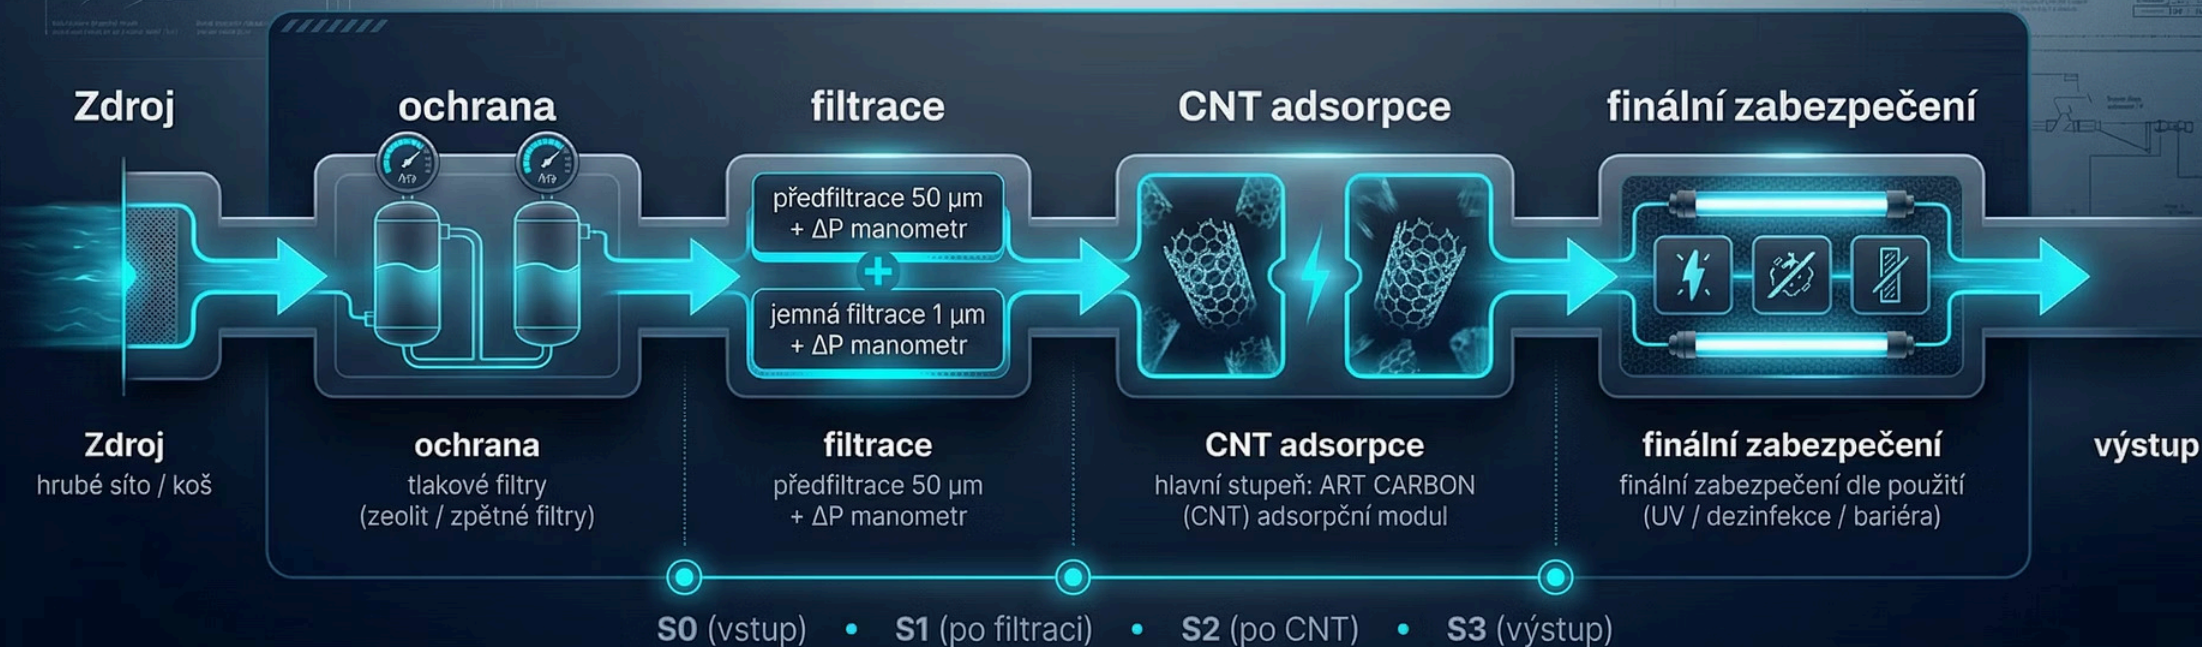 Zdroj
ochrana
filtrace
CNT adsorpce
finální zabezpečení
předfiltrace 50 µm
+ ΔP manometr
jemná filtrace 1 µm
+ ΔP manometr
Zdroj
hrubé síto / koš
ochrana
tlakové filtry
(zeolit / zpětné filtry)
filtrace
předfiltrace 50 µm
+ ΔP manometr
CNT adsorpce
hlavní stupeň: ART CARBON
(CNT) adsorpční modul
finální zabezpečení
finální zabezpečení dle použití
(UV / dezinfekce / bariéra)
výstup
S0 (vstup) • S1 (po filtraci) • S2 (po CNT) • S3 (výstup)